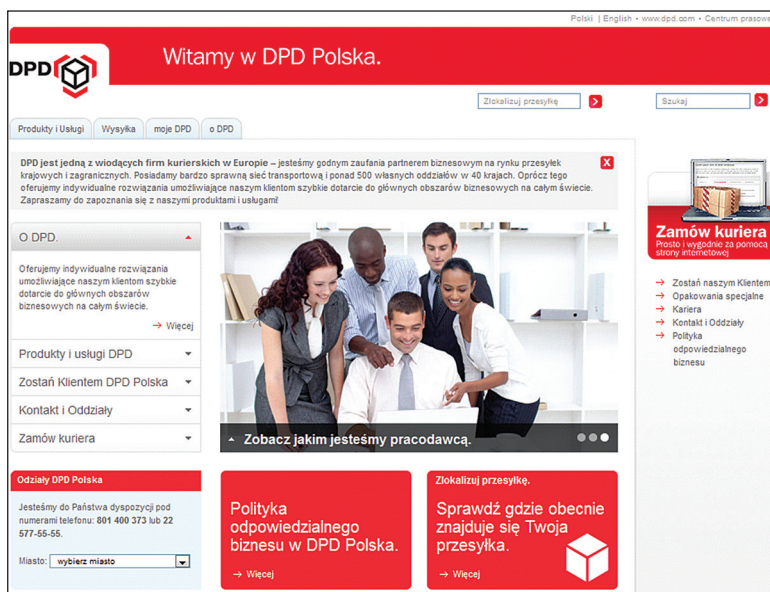 Polski | English • www.dpd.com • Centrum prasowe
DPD
Witamy w DPD Polska.
Zlokalizuj przesyłkę
Szukaj
Produkty i Usługi
Wysyłka
moje DPD
o DPD
DPD jest jedną z wiodących firm kurierskich w Europie – jesteśmy godnym zaufania partnerem biznesowym na rynku przesyłek
krajowych i zagranicznych. Posiadamy bardzo sprawną sieć transportową i ponad 500 własnych oddziałów w 40 krajach. Oprócz tego
oferujemy indywidualne rozwiązania umożliwiające naszym klientom szybkie dotarcie do głównych obszarów biznesowych na całym świecie.
Zapraszamy do zapoznania się z naszymi produktami i usługami!
O DPD.
Oferujemy indywidualne rozwiązania
umożliwiające naszym klientom szybkie
dotarcie do głównych obszarów
biznesowych na całym świecie.
→ Więcej
Produkty i usługi DPD
Zostań Klientem DPD Polska
Kontakt i Oddziały
Zamów kuriera
Zobacz jakim jesteśmy pracodawcą.
Zamów kuriera
Prosto i wygodnie za pomocą
strony internetowej
→ Zostań naszym Klientem
→ Opakowania specjalne
→ Kariera
→ Kontakt i Oddziały
→ Polityka
odpowiedzialnego
biznesu
Odziały DPD Polska
Jesteśmy do Państwa dyspozycji pod
numerami telefonu: 801 400 373 lub 22
577-55-55.
Miasto: wybierz miasto
Polityka
odpowiedzialnego
biznesu w DPD Polska.
→ Więcej
Zlokalizuj przesyłkę.
Sprawdź gdzie obecnie
znajduje się Twoja
przesyłka.
→ Więcej